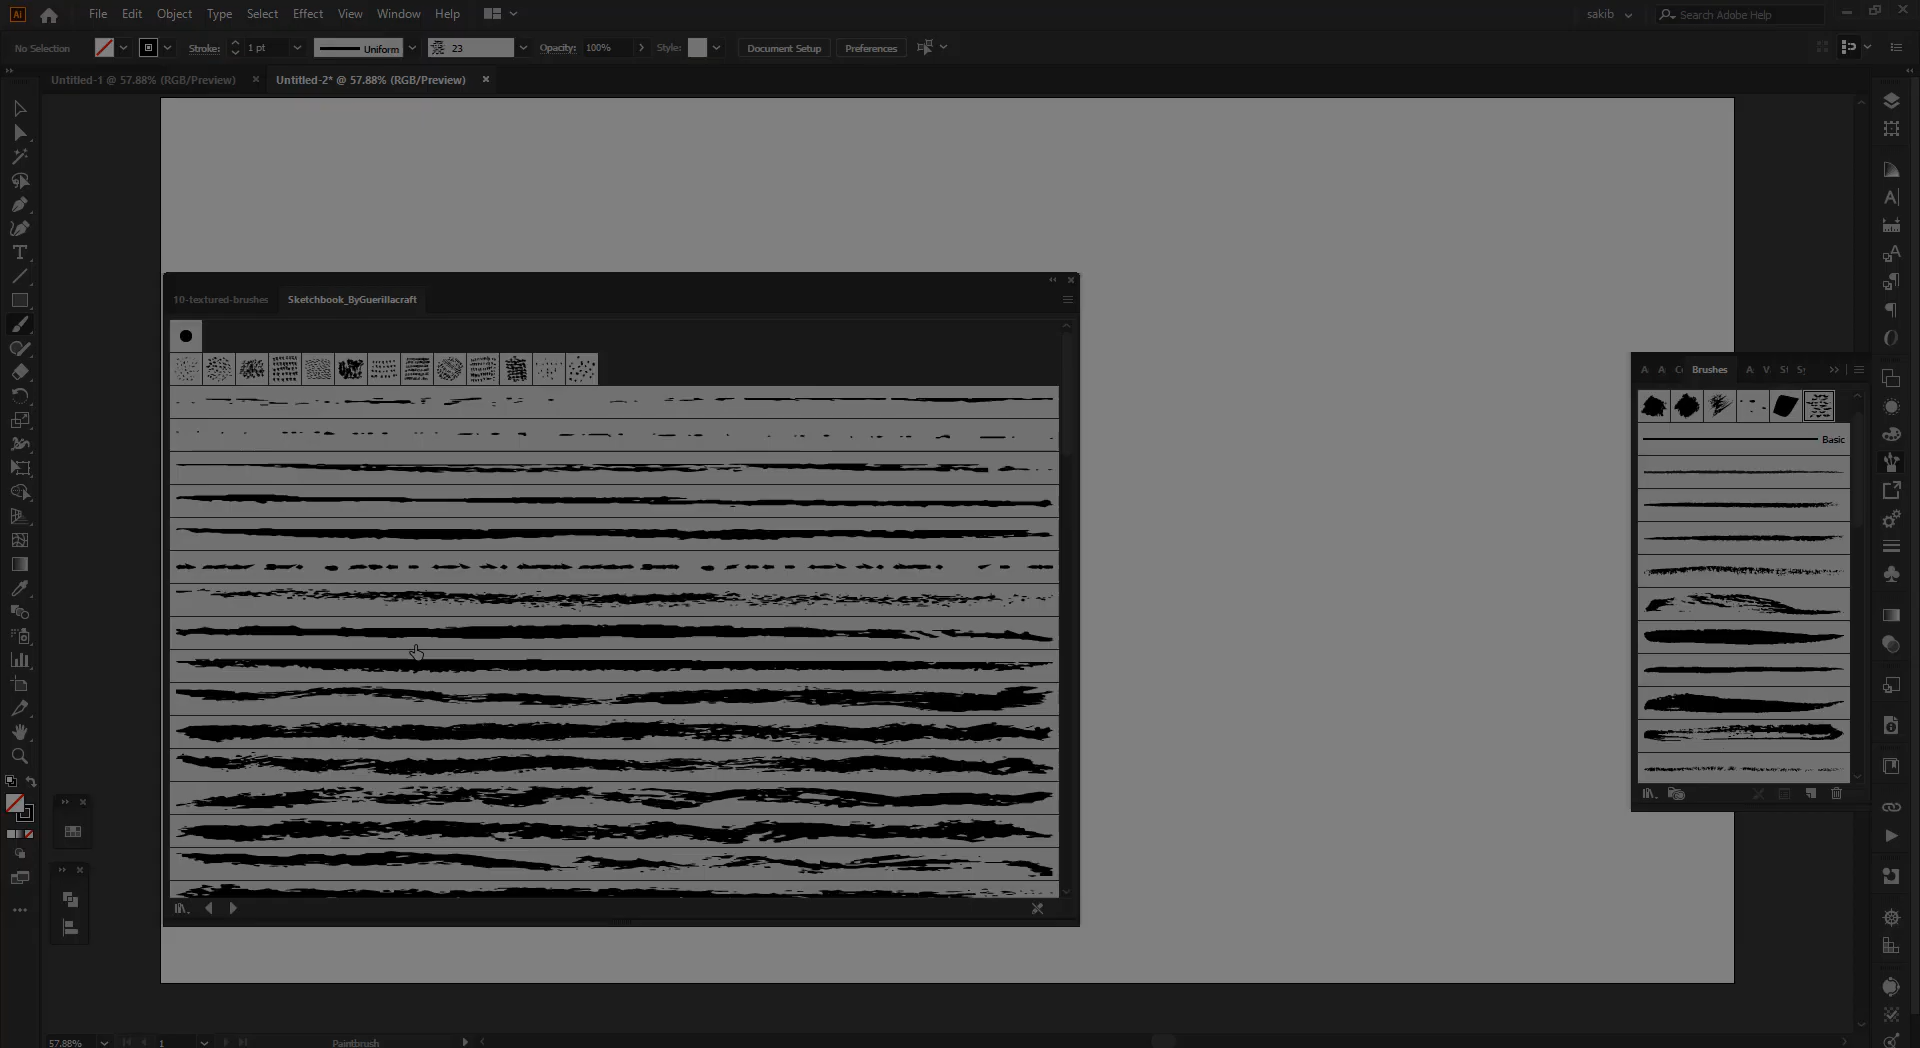 Ai File Edit Object Type Select Effect View Window Help sakib Search Adobe Help
No Selection Stroke: 1 pt Uniform 23 Opacity: 100% Style: Document Setup Preferences
Untitled-1 @ 57.88% (RGB/Preview) Untitled-2* @ 57.88% (RGB/Preview)
10-textured-brushes Sketchbook_ByGuerillacraft
Brushes
Basic
57.88% 1 Paintbrush